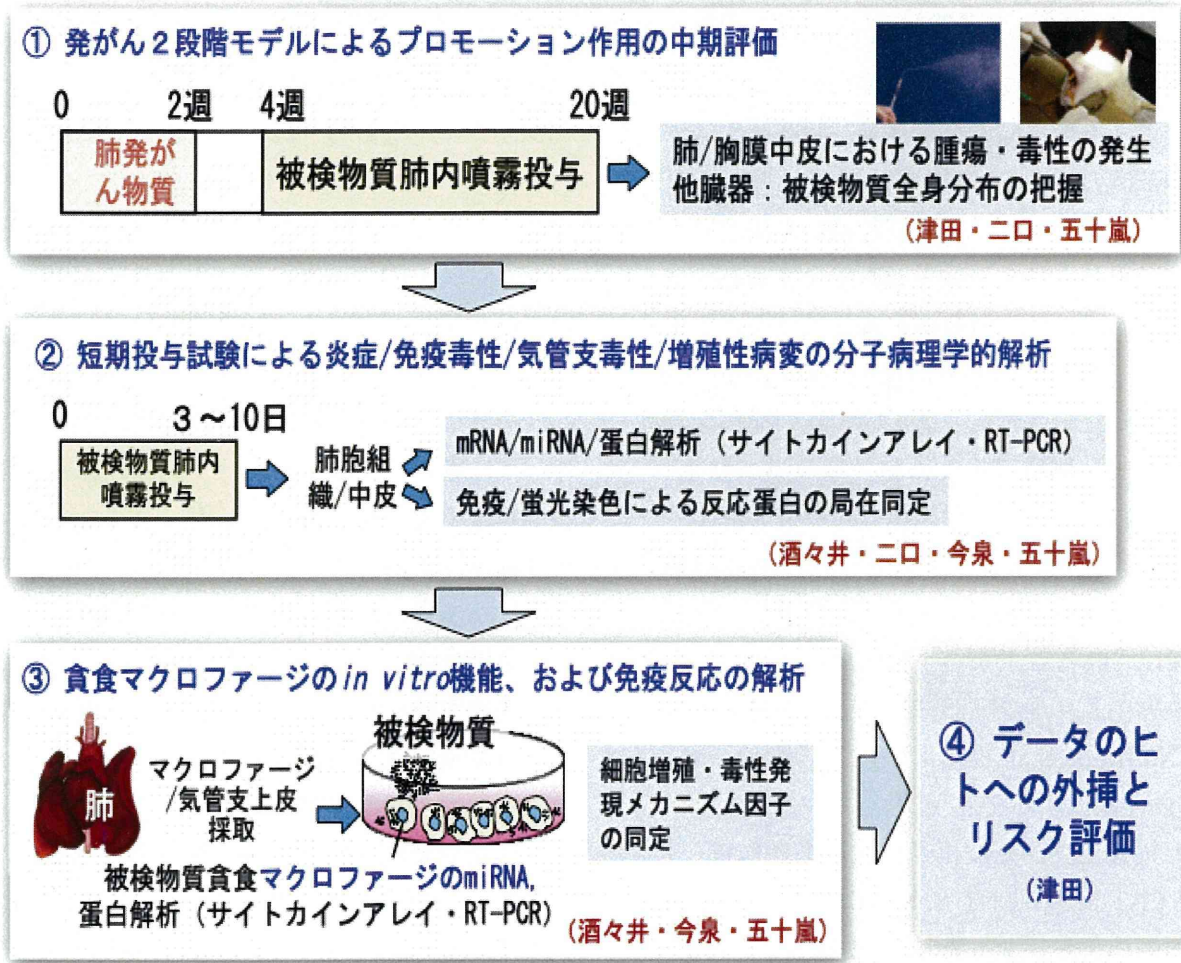 ① 発がん２段階モデルによるプロモーション作用の中期評価
0 2週 4週 20週
肺発が
ん物質
被検物質肺内噴霧投与
肺/胸膜中皮における腫瘍・毒性の発生
他臓器：被検物質全身分布の把握
（津田・二口・五十嵐）
② 短期投与試験による炎症/免疫毒性/気管支毒性/増殖性病変の分子病理学的解析
0 ３～10日
被検物質肺内
噴霧投与
肺胞組
織/中皮
mRNA/miRNA/蛋白解析（サイトカインアレイ・RT-PCR）
免疫/蛍光染色による反応蛋白の局在同定
（酒々井・二口・今泉・五十嵐）
③ 貪食マクロファージのin vitro機能、および免疫反応の解析
肺
マクロファージ
/気管支上皮
採取
被検物質
細胞増殖・毒性発
現メカニズム因子
の同定
被検物質貪食マクロファージのmiRNA,
蛋白解析（サイトカインアレイ・RT-PCR）
（酒々井・今泉・五十嵐）
④ データのヒ
トへの外挿と
リスク評価
（津田）